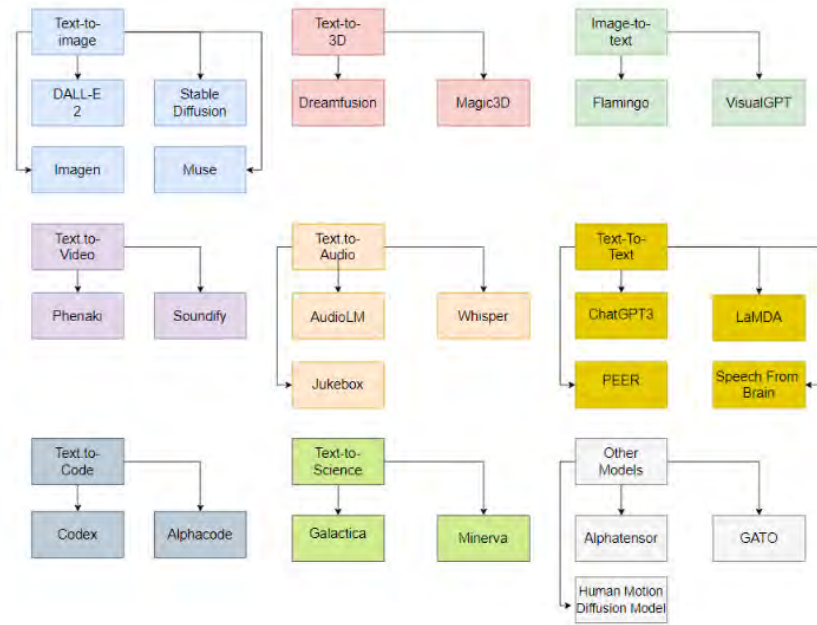 Text-to-
image
Text-to-
3D
Image-to-
text
DALL-E
2
Stable
Diffusion
Dreamfusion
Magic3D
Flamingo
VisualGPT
Imagen
Muse
Text.to-
Video
Text.to-
Audio
Text-To-
Text
Phenaki
Soundify
AudioLM
Whisper
ChatGPT3
LaMDA
Jukebox
PEER
Speech From
Brain
Text.to-
Code
Text-to-
Science
Other
Models
Codex
Alphacode
Galactica
Minerva
Alphatensor
GATO
Human Motion
Diffusion Model